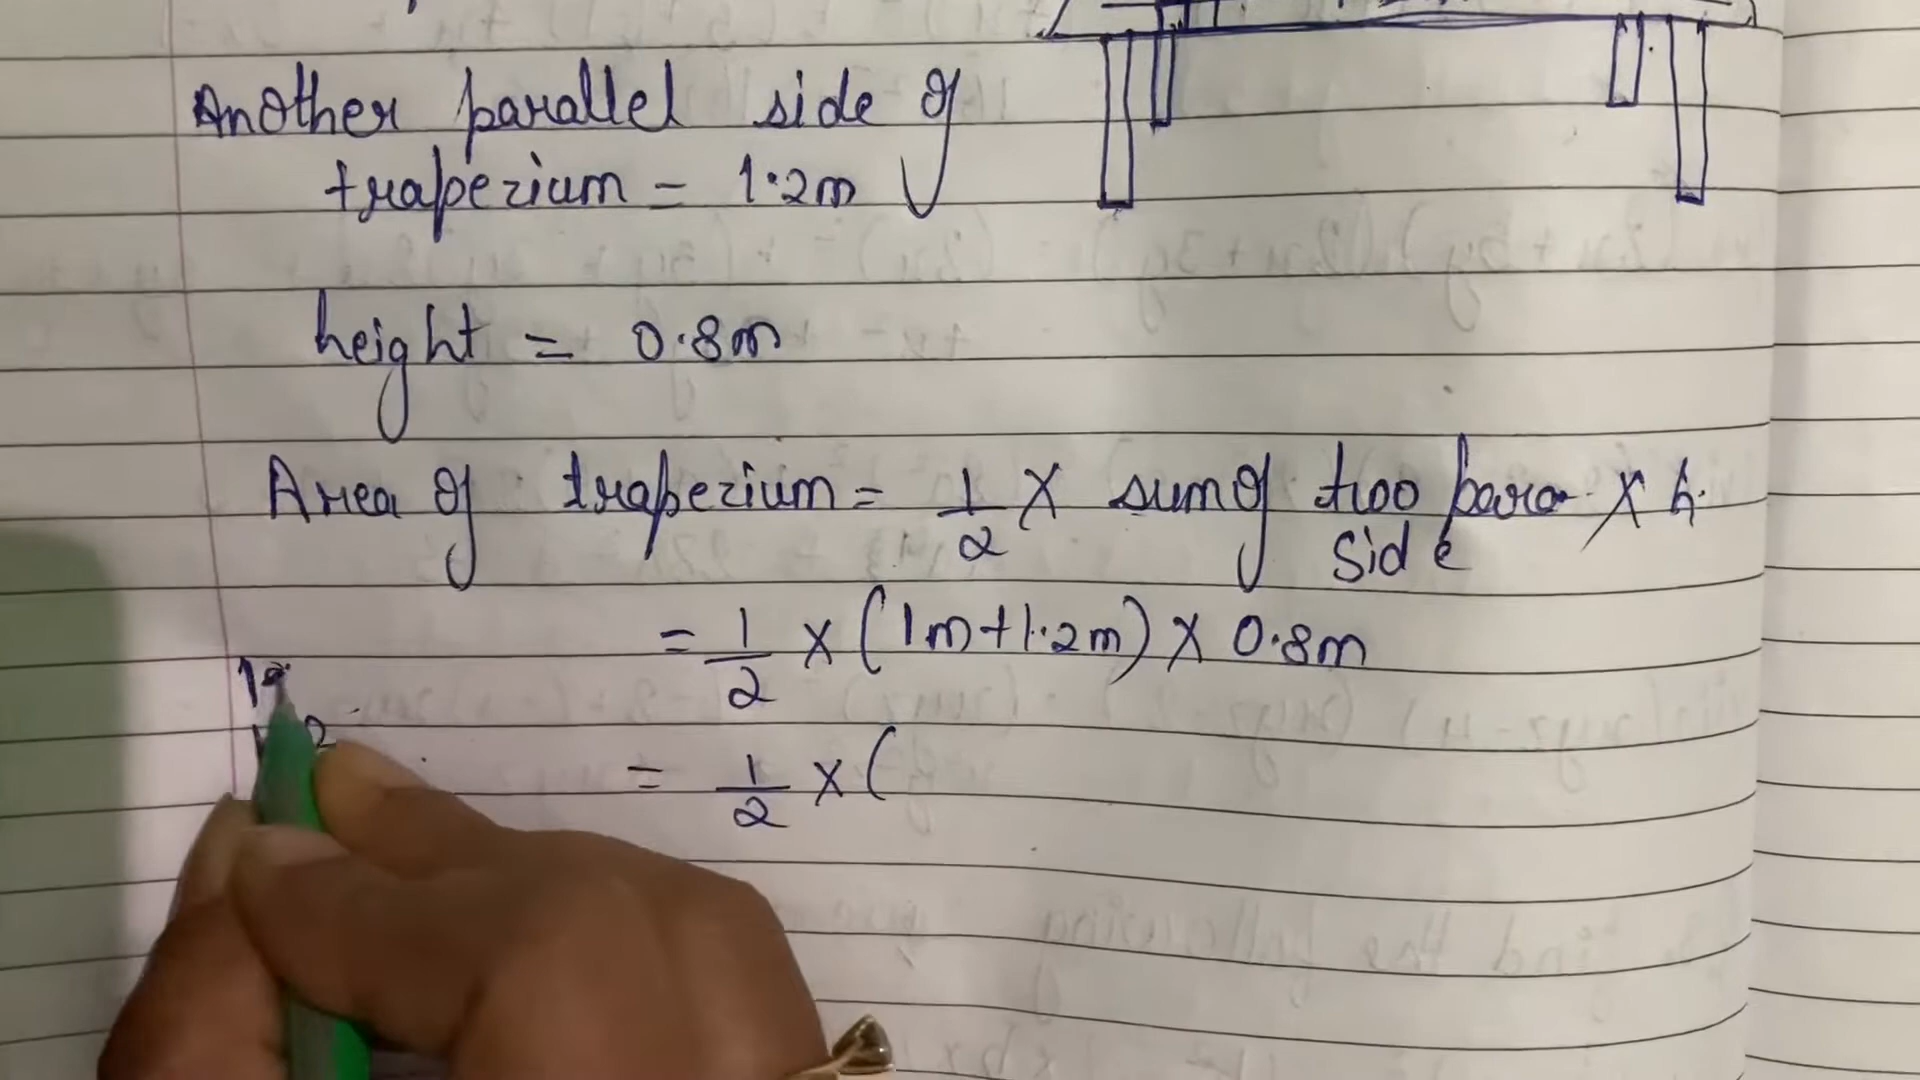 Another parallel side of
trapezium = 1.2m
height = 0.8m
Area of trapezium = 1/2 X sum of two para X h.
side
= 1/2 X (1m+1.2m) X 0.8m
= 1/2 X (